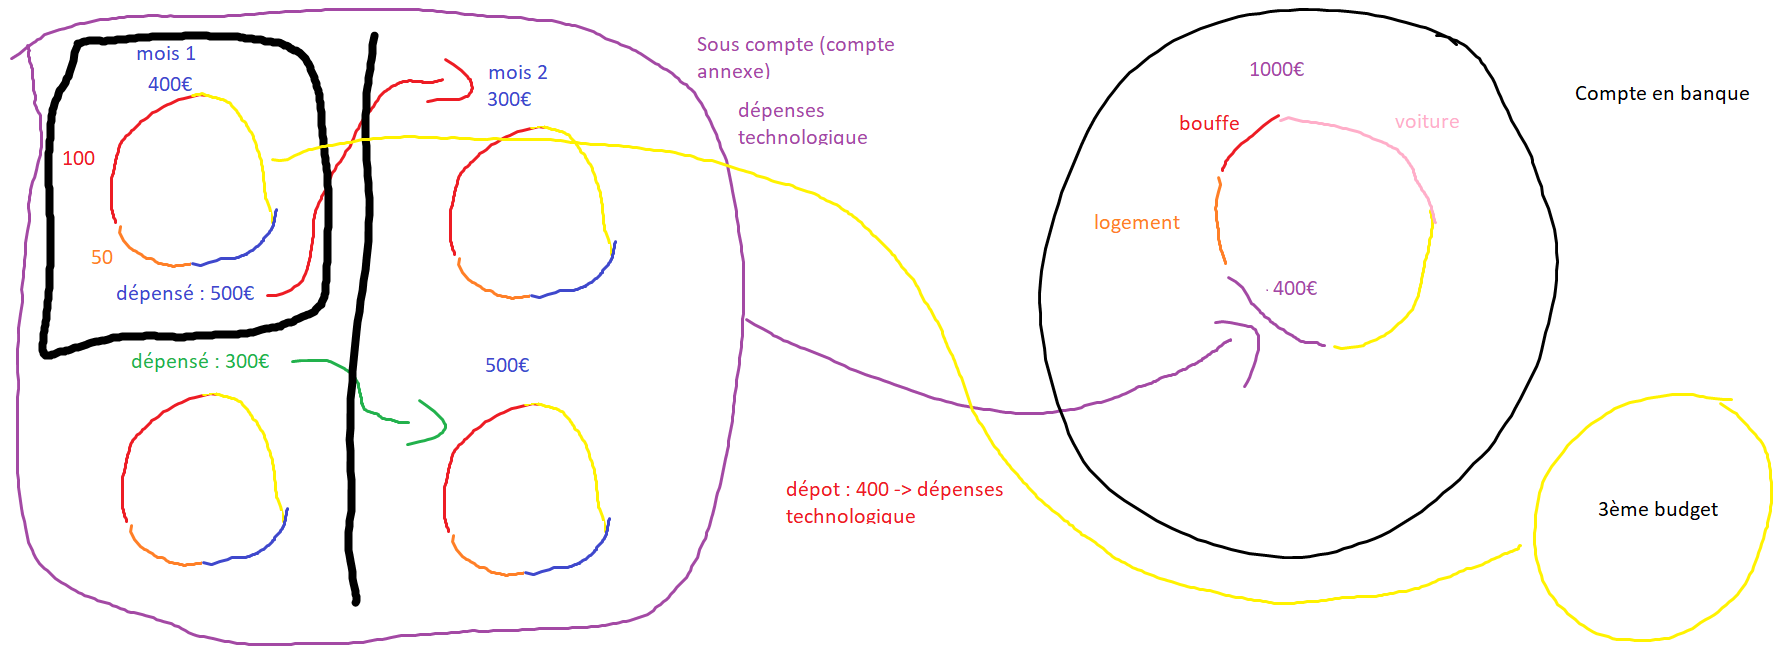 mois 1
400€
100
50
dépensé : 500€
mois 2
300€
dépensé : 300€
500€
Sous compte (compte
annexe)
dépenses
technologique
dépot : 400 -> dépenses
technologique
1000€
bouffe
voiture
logement
400€
Compte en banque
3ème budget